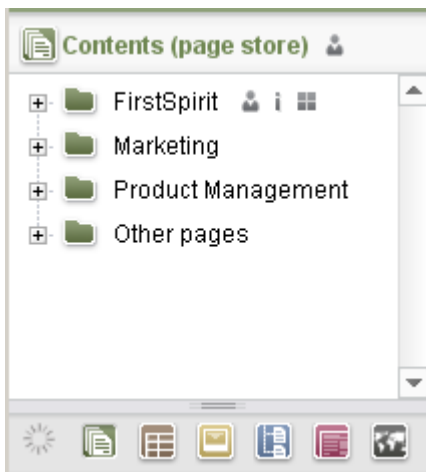 Contents (page store)
FirstSpirit
Marketing
Product Management
Other pages